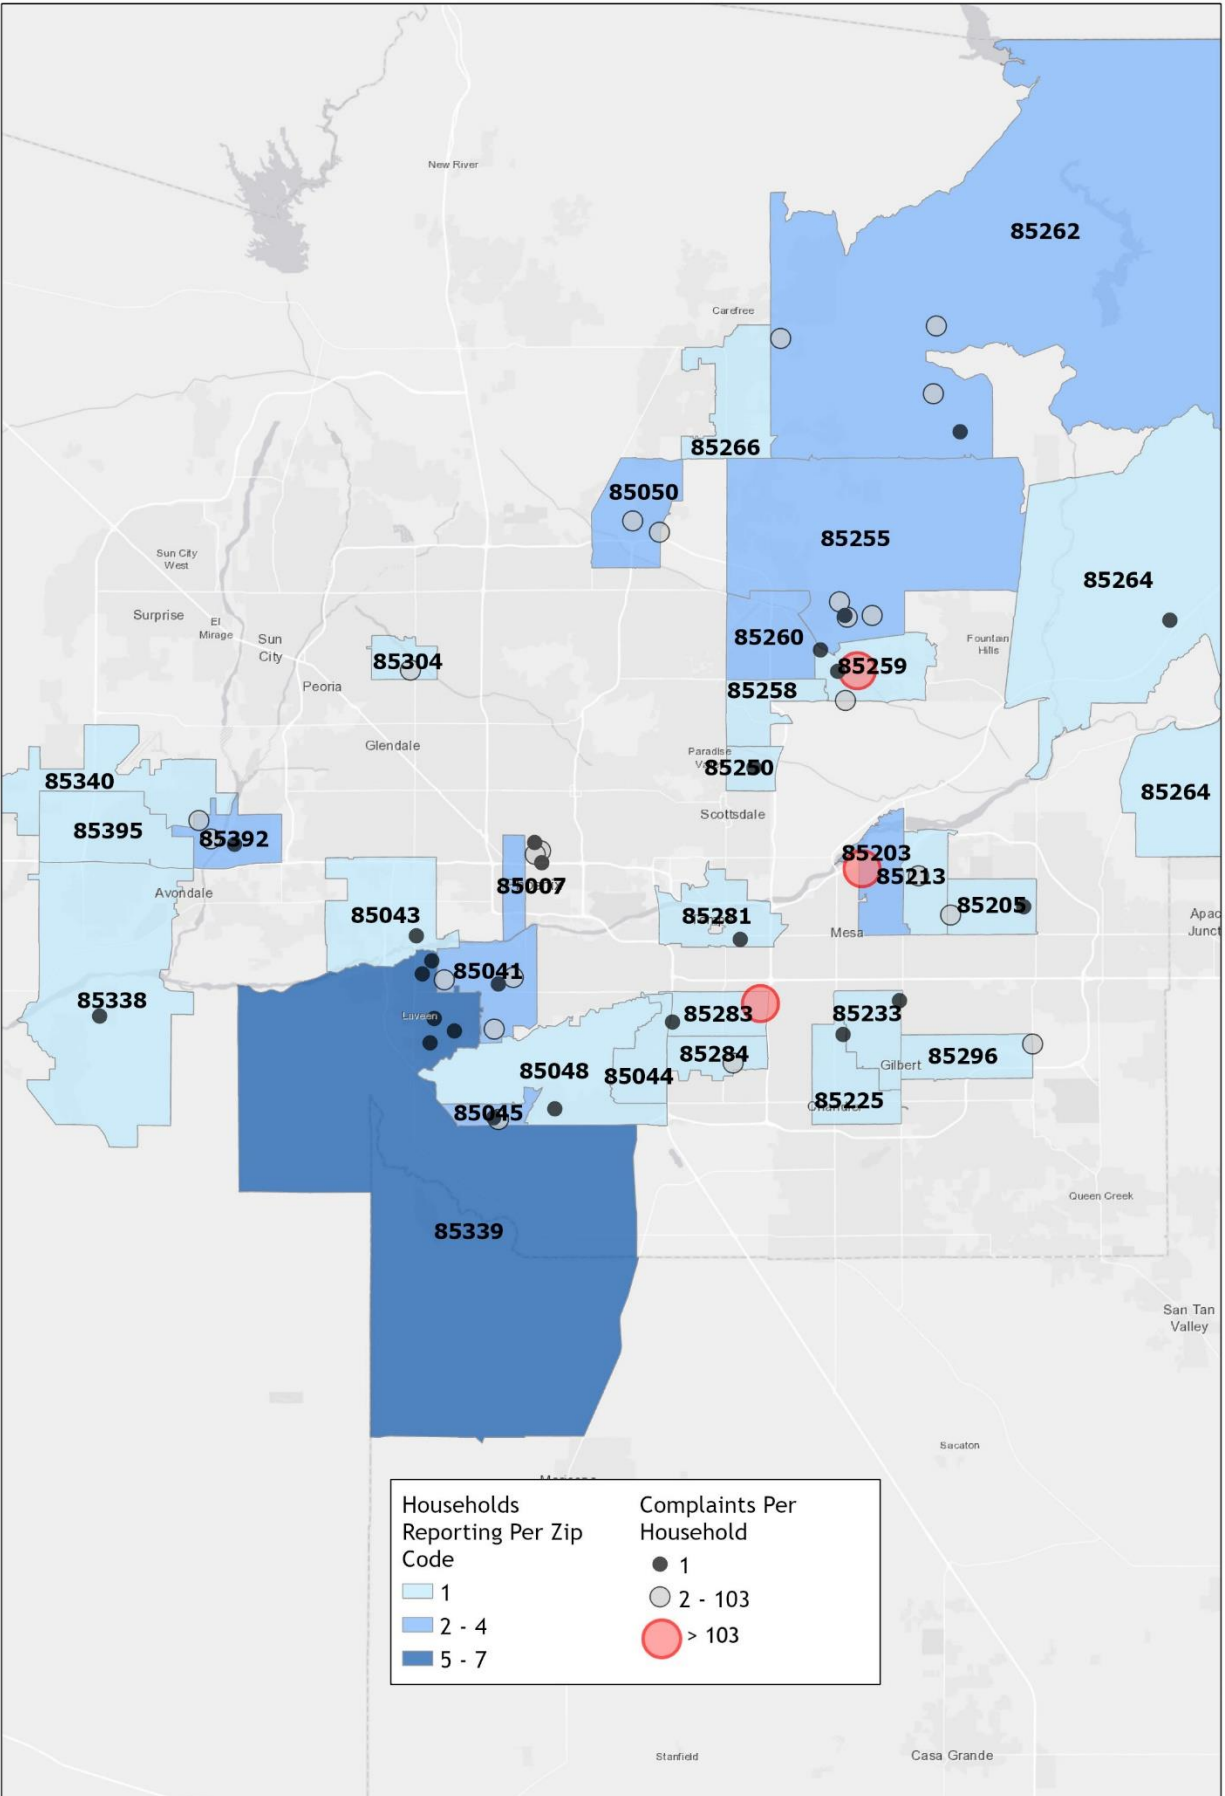 New River
85262
Carefree
85266
85050
85255
Sun City
West
85264
Surprise
El
Mirage
Sun
City
85260
Fountain
Hills
85304
85259
Peoria
85258
Glendale
Paradise
85250
85340
85264
Scottsdale
85395
85392
85203
85213
85007
Avondale
85043
85281
85205
Apac
Junct
Mesa
85041
85338
Laveen
85283
85233
85284
85296
Gilbert
85048
85044
85225
85045
Queen Creek
85339
San Tan
Valley
Sacaton
Households
Reporting Per Zip
Code
1
2 - 4
5 - 7
Complaints Per
Household
1
2 - 103
> 103
Stanfield
Casa Grande